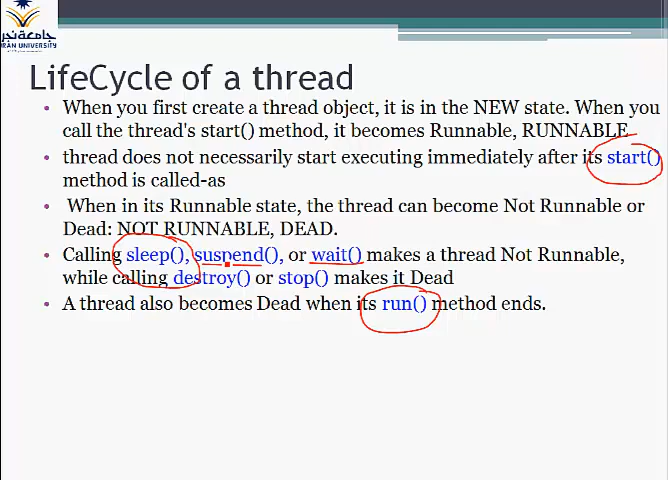 جامعة نجر
RAN UNIVERSITY
LifeCycle of a thread
• When you first create a thread object, it is in the NEW state. When you
call the thread's start() method, it becomes Runnable, RUNNABLE
• thread does not necessarily start executing immediately after its start()
method is called-as
• When in its Runnable state, the thread can become Not Runnable or
Dead: NOT RUNNABLE, DEAD.
• Calling sleep(), suspend(), or wait() makes a thread Not Runnable,
while calling destroy() or stop() makes it Dead
• A thread also becomes Dead when its run() method ends.